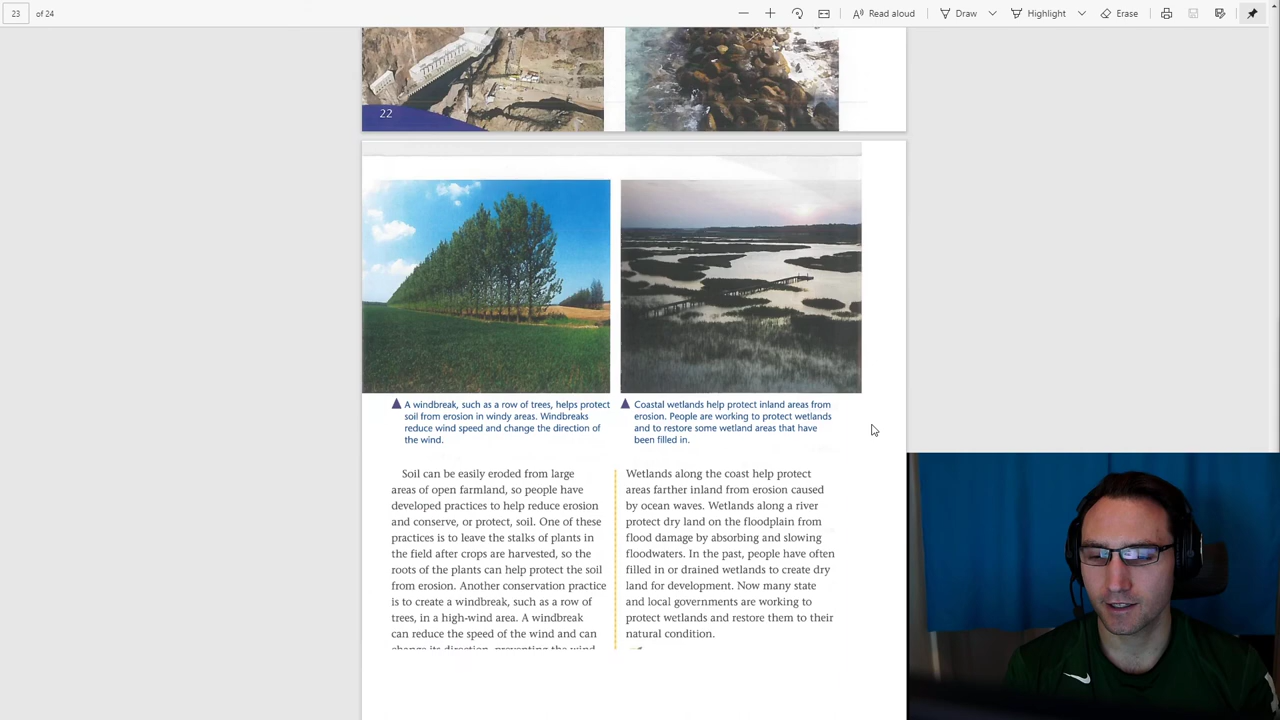 23
of 24
Read aloud
Draw
Highlight
Erase
22
A windbreak, such as a row of trees, helps protect
soil from erosion in windy areas. Windbreaks
reduce wind speed and change the direction of
the wind.
Coastal wetlands help protect inland areas from
erosion. People are working to protect wetlands
and to restore some wetland areas that have
been filled in.
Soil can be easily eroded from large
areas of open farmland, so people have
developed practices to help reduce erosion
and conserve, or protect, soil. One of these
practices is to leave the stalks of plants in
the field after crops are harvested, so the
roots of the plants can help protect the soil
from erosion. Another conservation practice
is to create a windbreak, such as a row of
trees, in a high-wind area. A windbreak
can reduce the speed of the wind and can
change its direction, preventing the wind
Wetlands along the coast help protect
areas farther inland from erosion caused
by ocean waves. Wetlands along a river
protect dry land on the floodplain from
flood damage by absorbing and slowing
floodwaters. In the past, people have often
filled in or drained wetlands to create dry
land for development. Now many state
and local governments are working to
protect wetlands and restore them to their
natural condition.